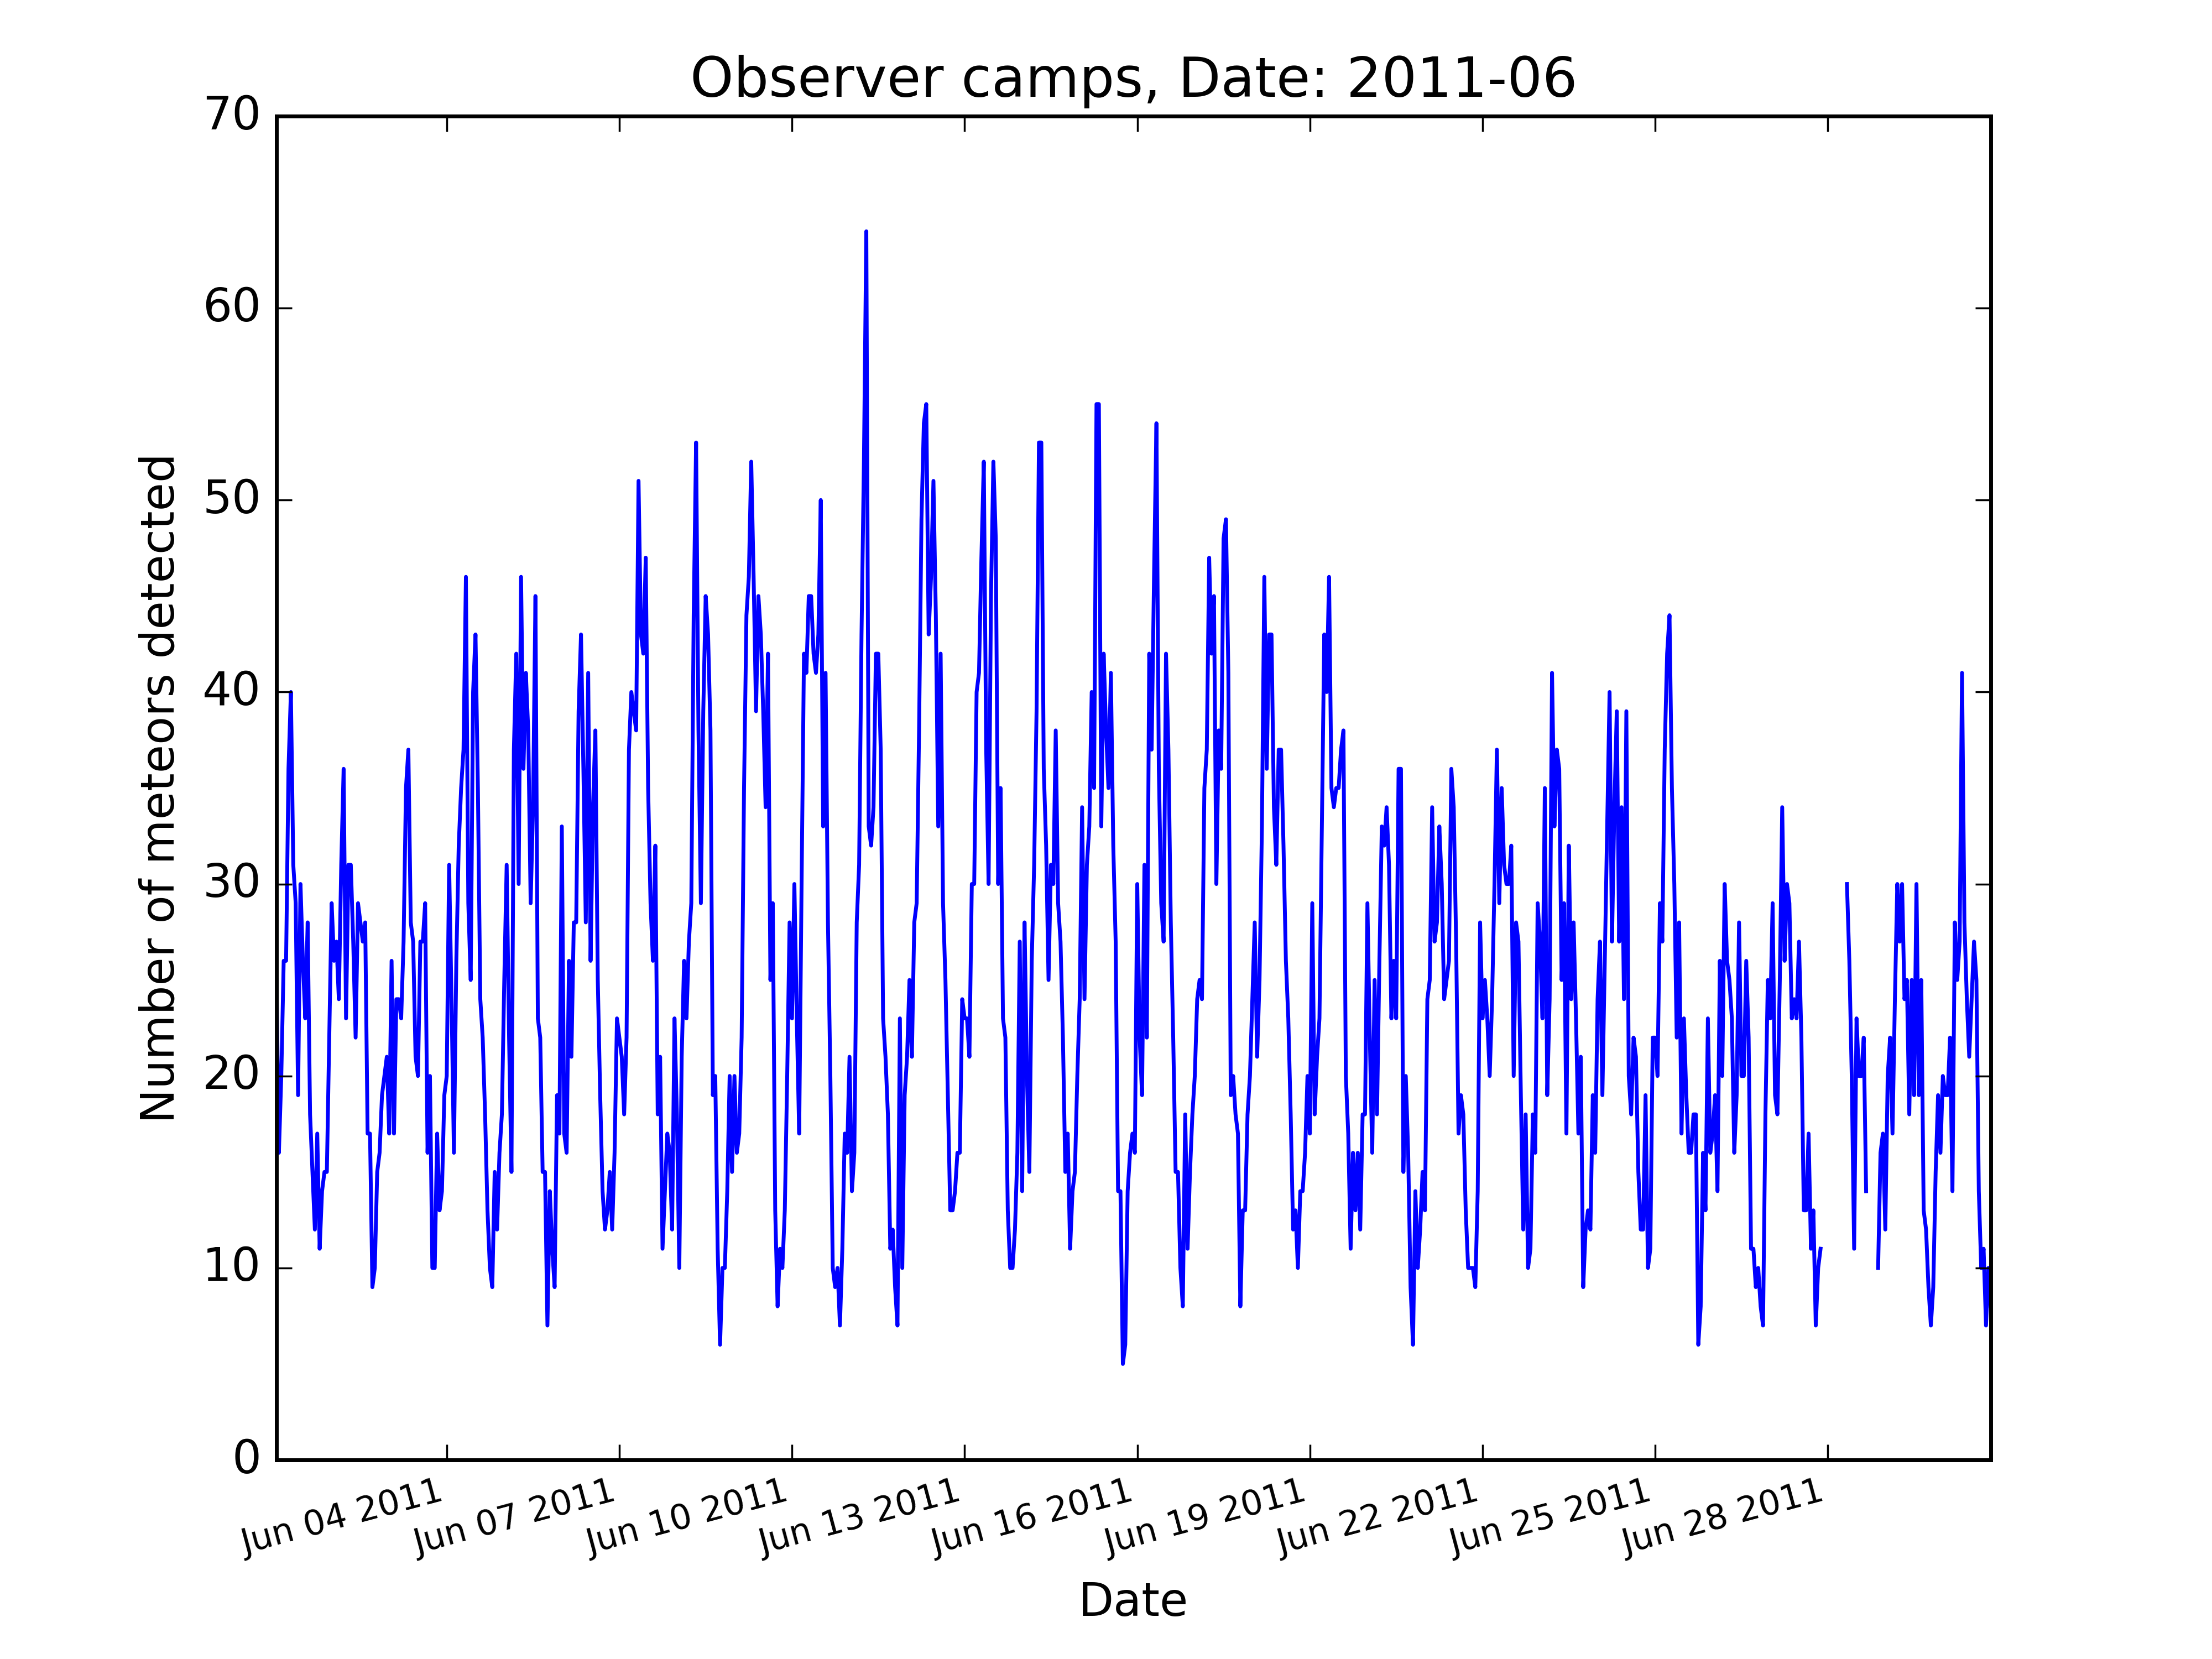 Observer camps, Date: 2011-06
Number of meteors detected
70
60
50
40
30
20
10
0
Jun 04 2011
Jun 07 2011
Jun 10 2011
Jun 13 2011
Jun 16 2011
Jun 19 2011
Jun 22 2011
Jun 25 2011
Jun 28 2011
Date